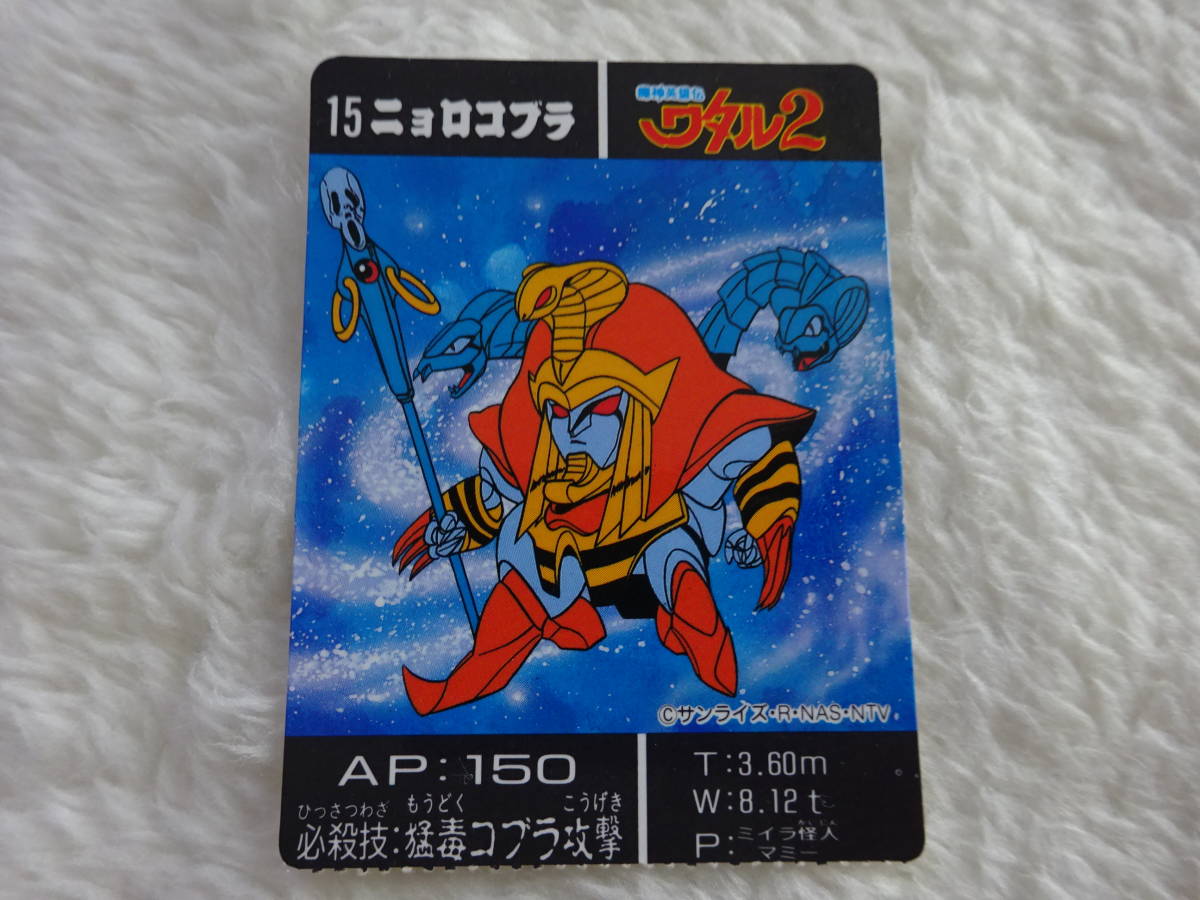 15 ニョロコブラ
魔神英雄伝
ワタル2
©サンライズ・R・NAS・NTV
AP:150
ひっさつわざ もうどく こうげき
必殺技:猛毒コブラ攻撃
T:3.60m
W:8.12t
かいじん
P:ミイラ怪人
マミー